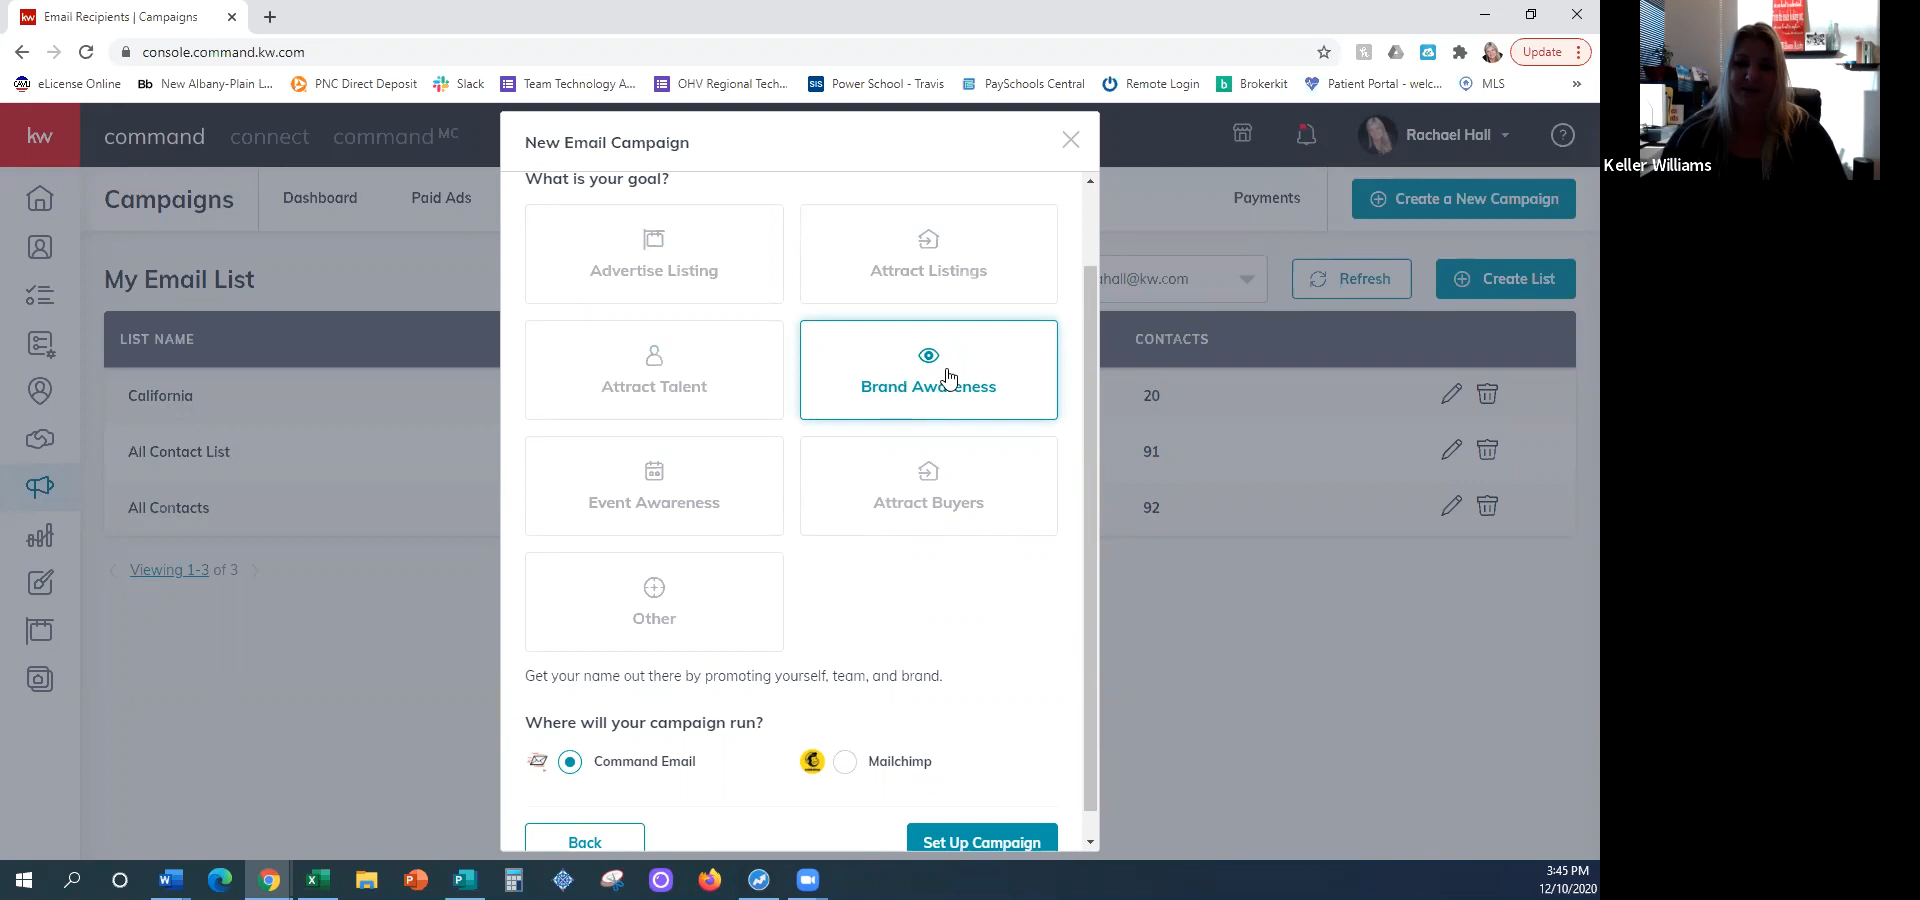 kw Email Recipients | Campaigns
console.command.kw.com
Update
eLicense Online
Bb New Albany-Plain L...
PNC Direct Deposit
Slack
Team Technology A...
OHV Regional Tech...
SIS Power School - Travis
PaySchools Central
Remote Login
b Brokerkit
Patient Portal - welc...
MLS
»
kw
command
connect
command MC
Rachael Hall
?
Campaigns
Dashboard
Paid Ads
Payments
Create a New Campaign
My Email List
ahall@kw.com
Refresh
Create List
LIST NAME
CONTACTS
California
20
All Contact List
91
All Contacts
92
Viewing 1-3 of 3
New Email Campaign
What is your goal?
Advertise Listing
Attract Listings
Attract Talent
Brand Awareness
Event Awareness
Attract Buyers
Other
Get your name out there by promoting yourself, team, and brand.
Where will your campaign run?
Command Email
Mailchimp
Back
Set Up Campaign
3:45 PM
12/10/2020
Keller Williams